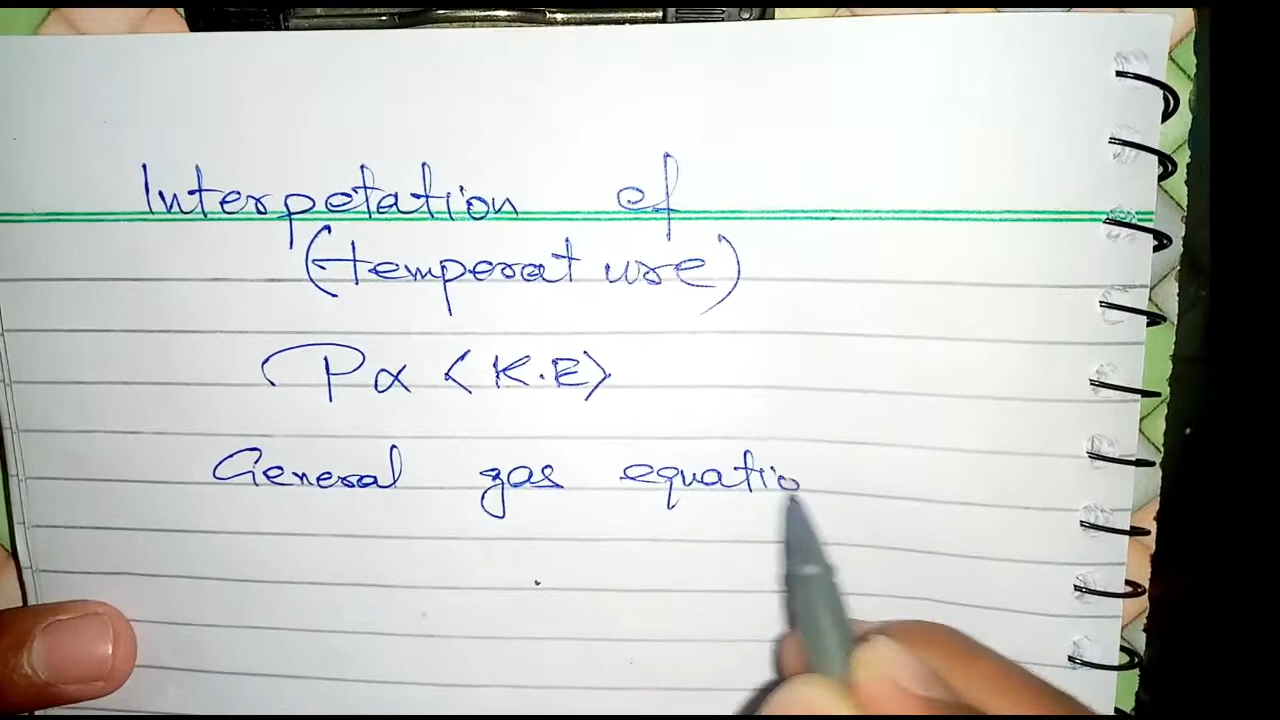 Interpetation of
(temperature)
P∝ <K.E>
General gas equatio